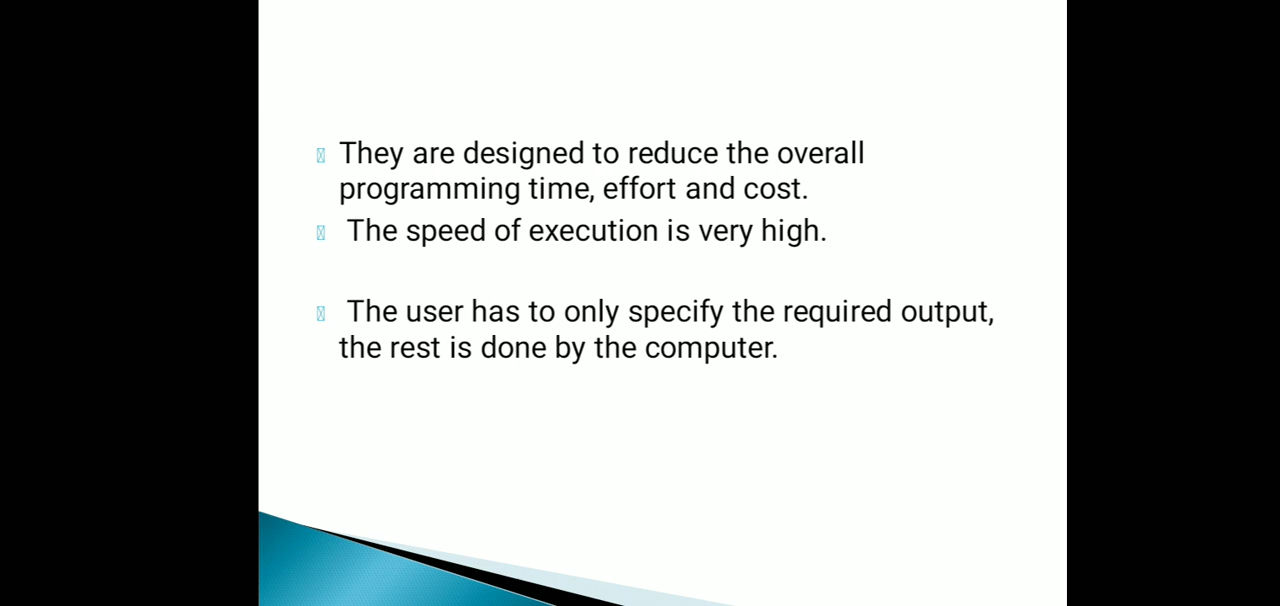 They are designed to reduce the overall
programming time, effort and cost.
The speed of execution is very high.
The user has to only specify the required output,
the rest is done by the computer.